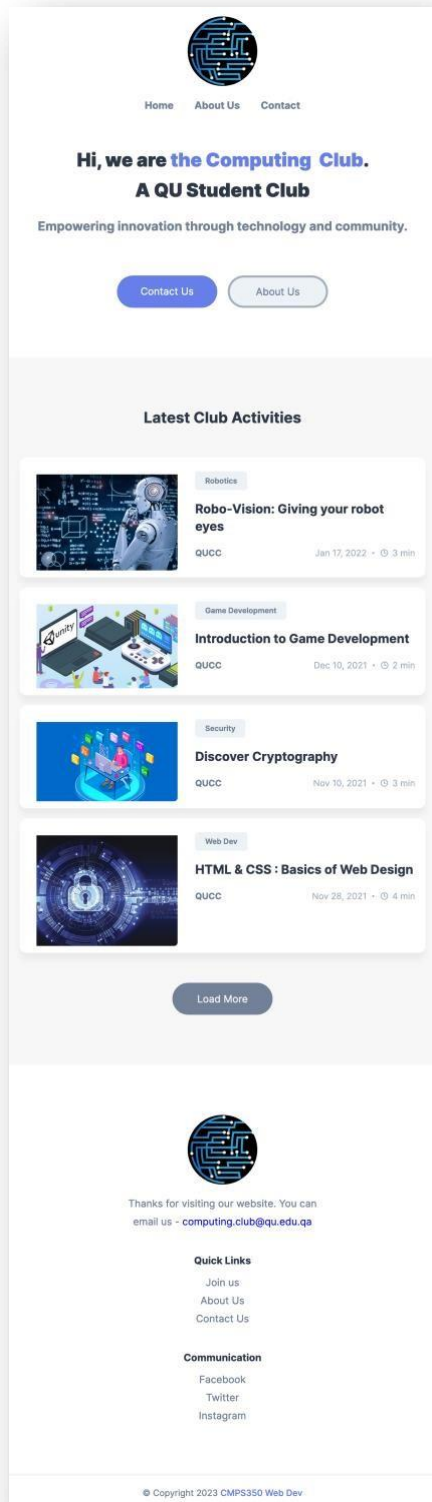 Home About Us Contact
Hi, we are the Computing Club.
A QU Student Club
Empowering innovation through technology and community.
Contact Us About Us
Latest Club Activities
Robotics
Robo-Vision: Giving your robot
eyes
QUCC Jan 17, 2022 • 3 min
unity
Game Development
Introduction to Game Development
QUCC Dec 10, 2021 • 2 min
Security
Discover Cryptography
QUCC Nov 10, 2021 • 3 min
Web Dev
HTML & CSS : Basics of Web Design
QUCC Nov 28, 2021 • 4 min
Load More
Thanks for visiting our website. You can
email us - computing.club@qu.edu.qa
Quick Links
Join us
About Us
Contact Us
Communication
Facebook
Twitter
Instagram
© Copyright 2023 CMPS350 Web Dev